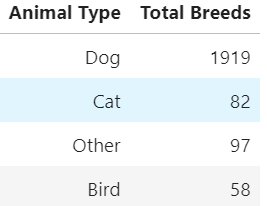 Animal Type Total Breeds
Dog 1919
Cat 82
Other 97
Bird 58